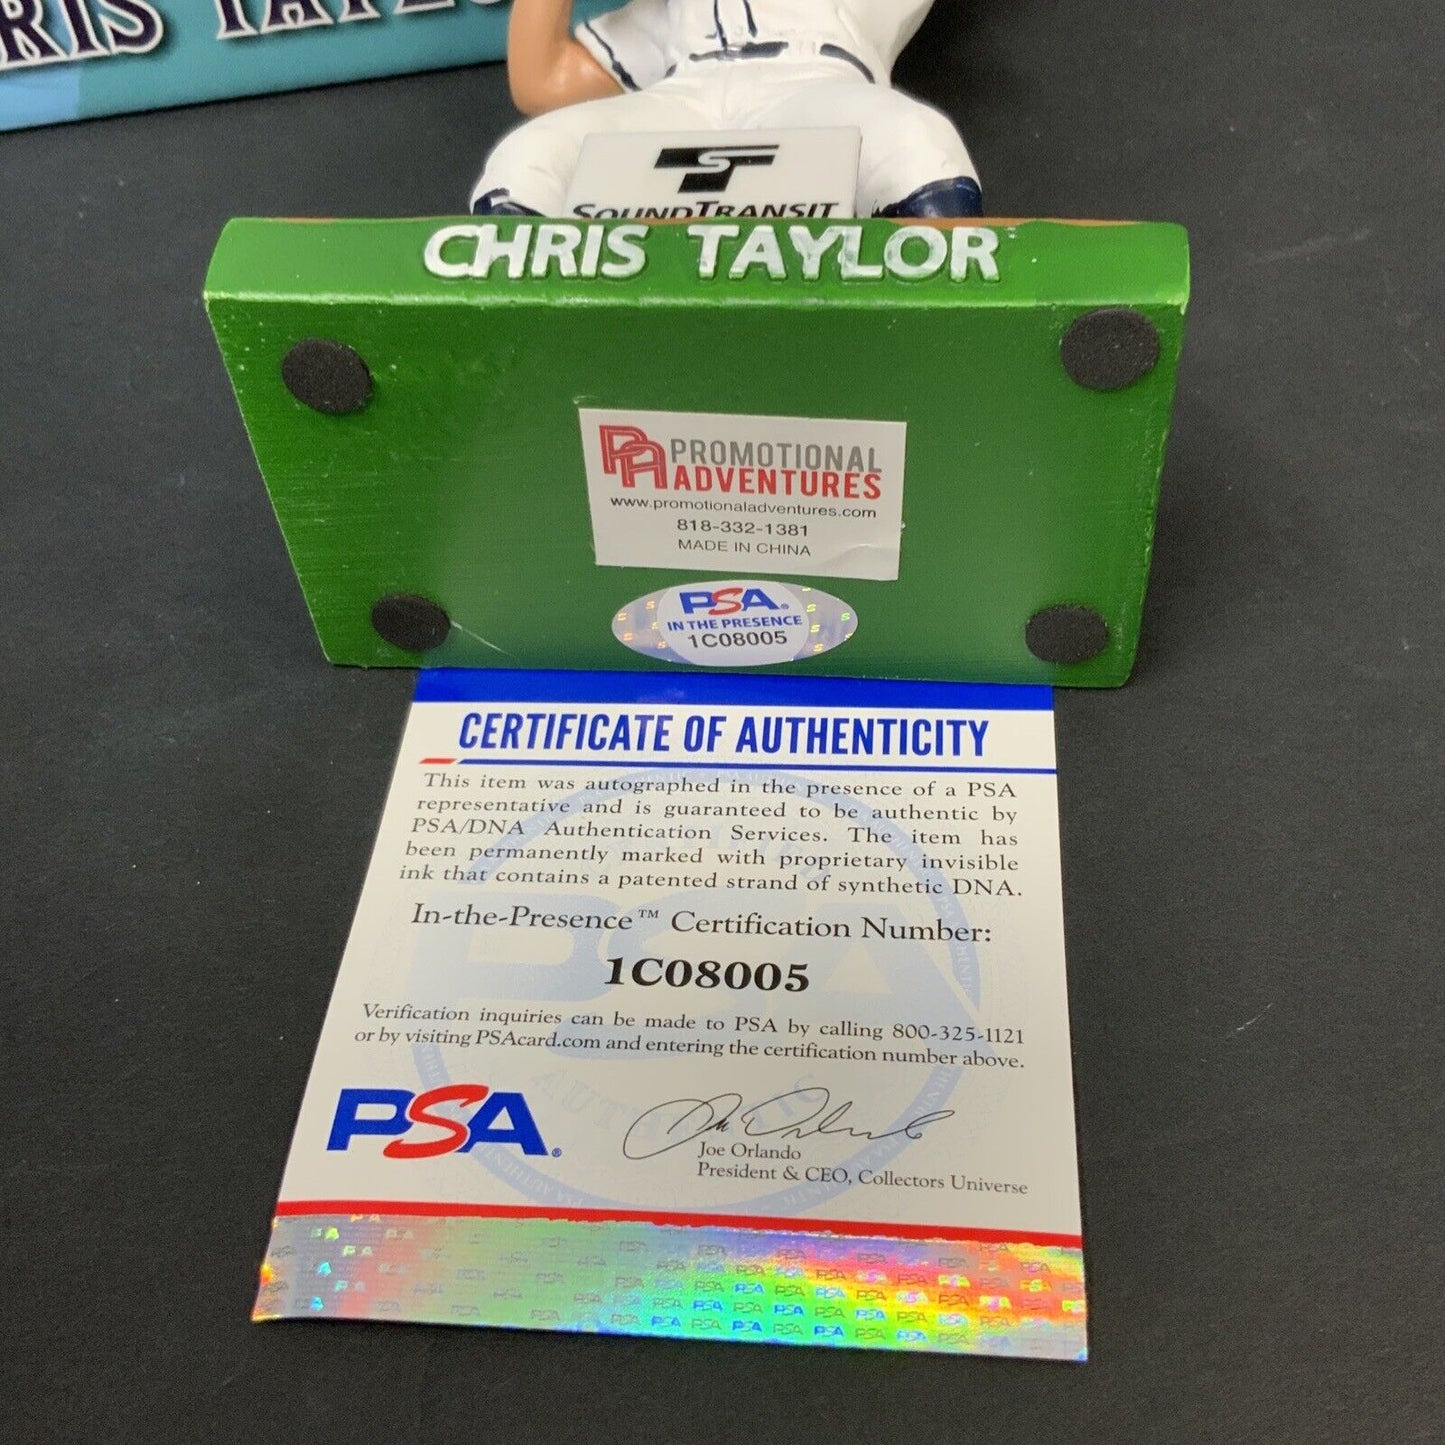 RIS TAYLO
ST
SOUNDTRANSIT
CHRIS TAYLOR
PA PROMOTIONAL
ADVENTURES
www.promotionaladventures.com
818-332-1381
MADE IN CHINA
PSA
IN THE PRESENCE
1C08005
CERTIFICATE OF AUTHENTICITY
This item was autographed in the presence of a PSA
representative and is guaranteed to be authentic by
PSA/DNA Authentication Services. The item has
been permanently marked with proprietary invisible
ink that contains a patented strand of synthetic DNA.
In-the-Presence™ Certification Number:
1C08005
Verification inquiries can be made to PSA by calling 800-325-1121
or by visiting PSAcard.com and entering the certification number above.
PSA®
Joe Orlando
President & CEO, Collectors Universe